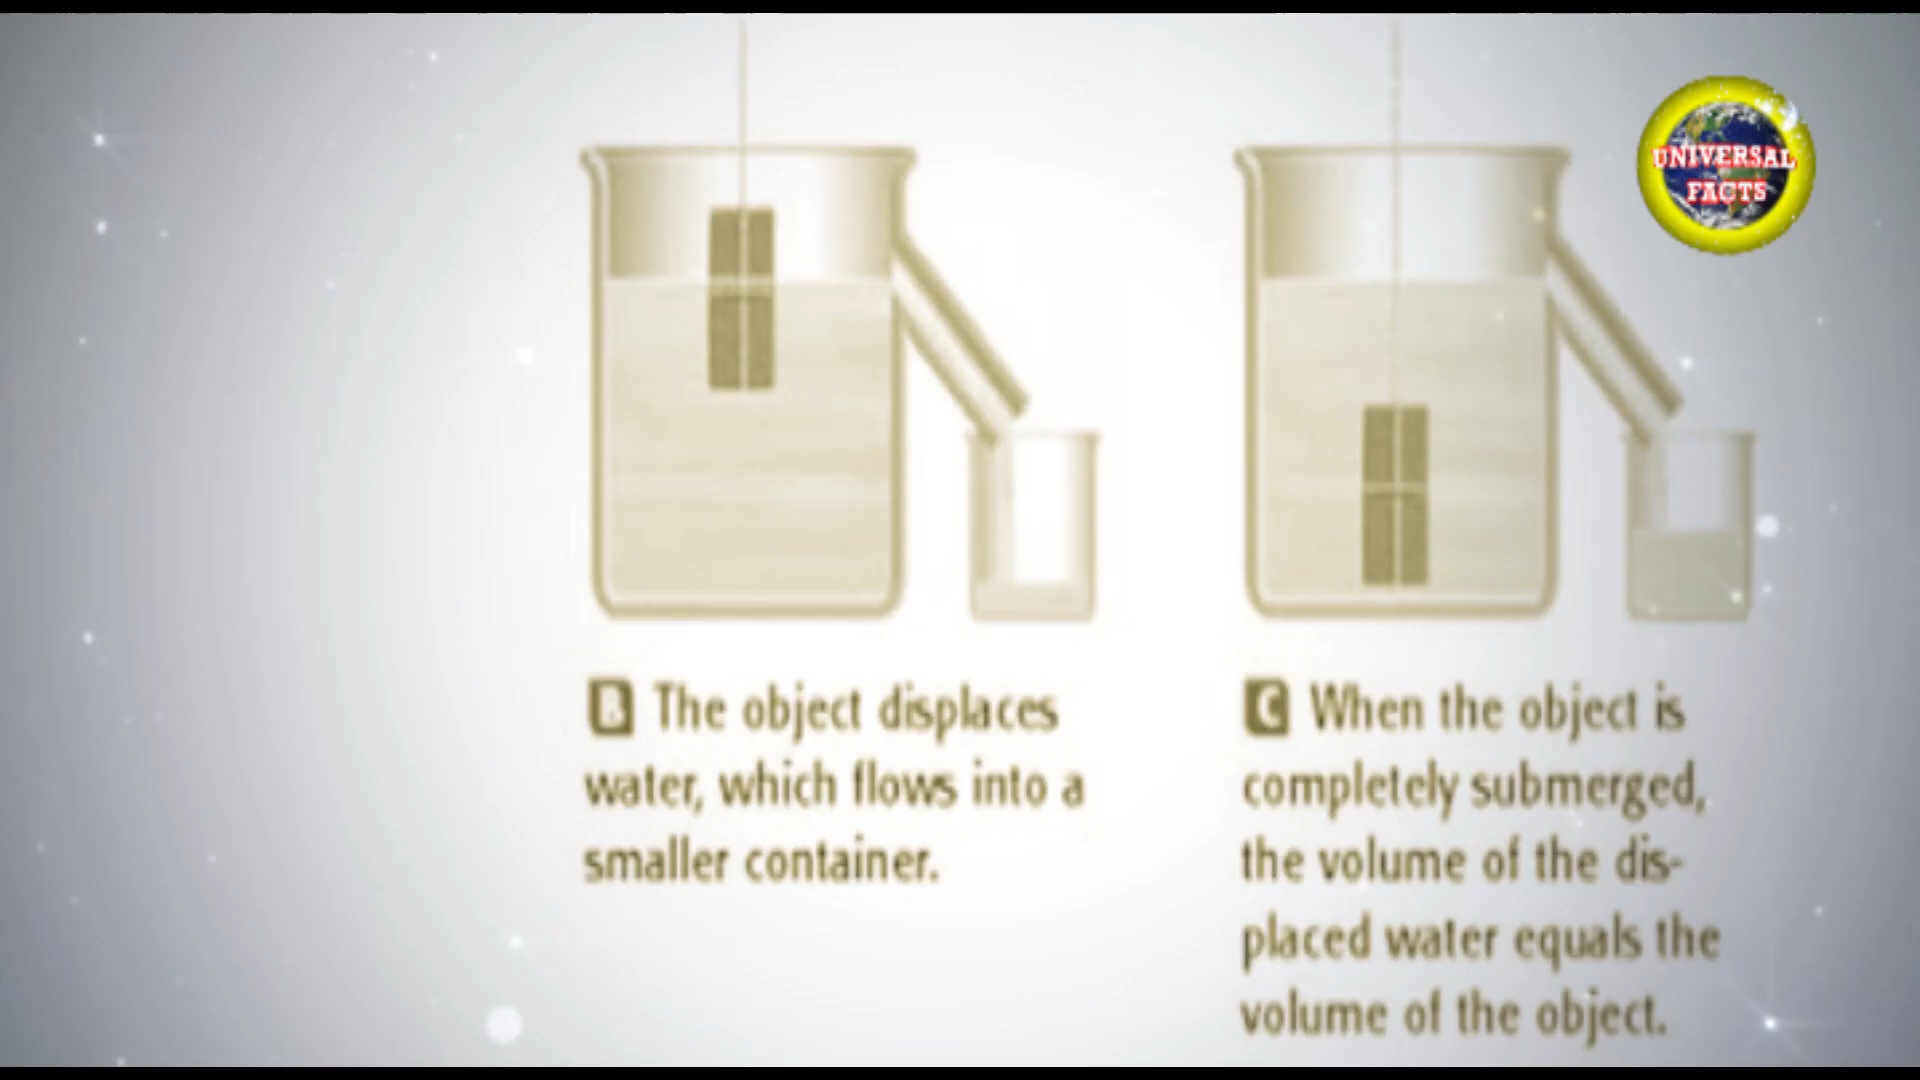 UNIVERSAL
FACTS
B The object displaces
water, which flows into a
smaller container.
C When the object is
completely submerged,
the volume of the dis-
placed water equals the
volume of the object.